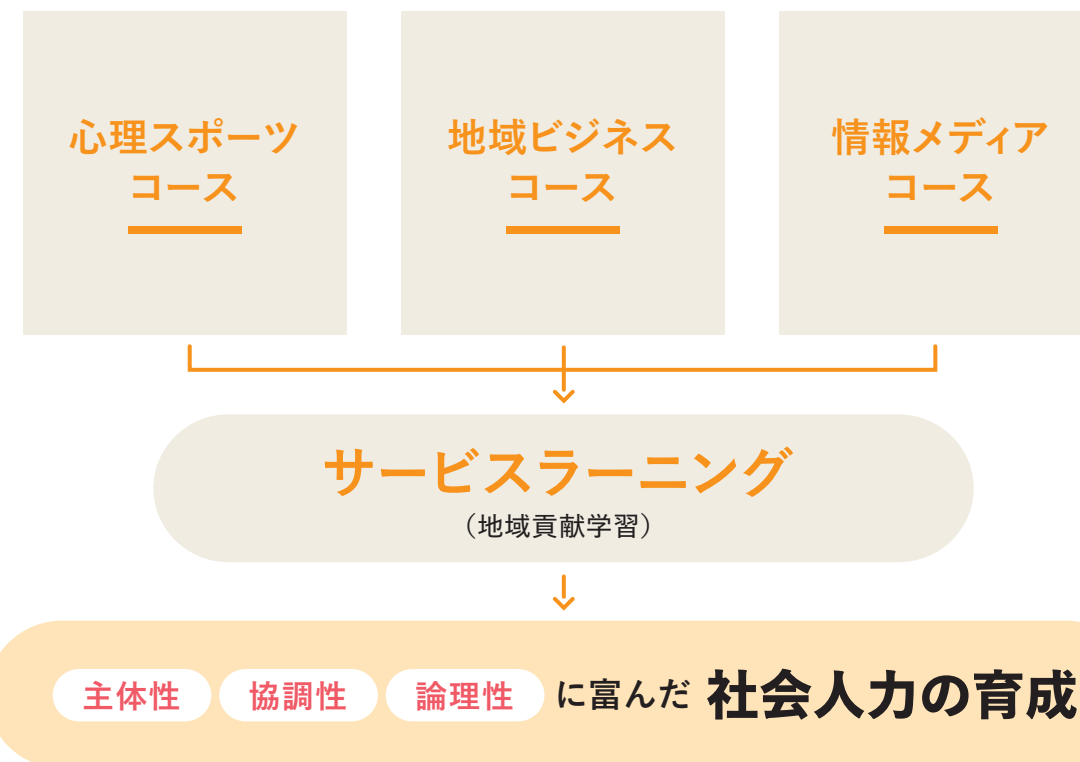 心理スポーツ
コース
地域ビジネス
コース
情報メディア
コース
サービスラーニング
（地域貢献学習）
主体性 協調性 論理性 に富んだ 社会人力の育成